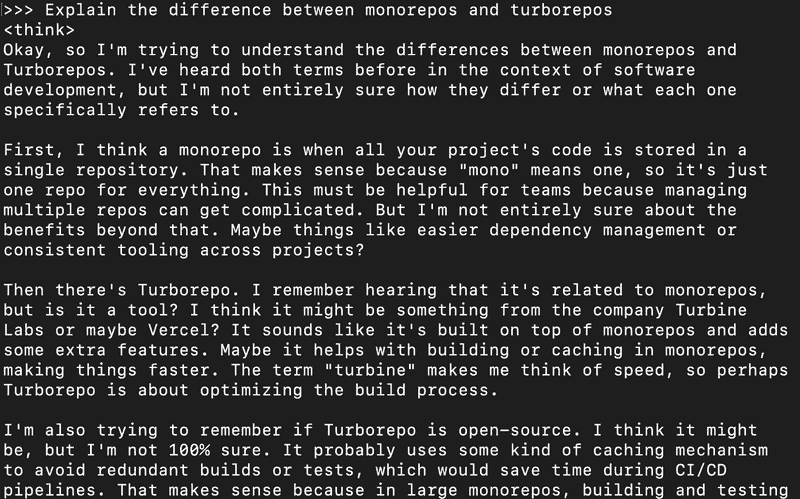 >>> Explain the difference between monorepos and turborepos
<think>
Okay, so I'm trying to understand the differences between monorepos and
Turborepos. I've heard both terms before in the context of software
development, but I'm not entirely sure how they differ or what each one
specifically refers to.

First, I think a monorepo is when all your project's code is stored in a
single repository. That makes sense because "mono" means one, so it's just
one repo for everything. This must be helpful for teams because managing
multiple repos can get complicated. But I'm not entirely sure about the
benefits beyond that. Maybe things like easier dependency management or
consistent tooling across projects?

Then there's Turborepo. I remember hearing that it's related to monorepos,
but is it a tool? I think it might be something from the company Turbine
Labs or maybe Vercel? It sounds like it's built on top of monorepos and adds
some extra features. Maybe it helps with building or caching in monorepos,
making things faster. The term "turbine" makes me think of speed, so perhaps
Turborepo is about optimizing the build process.

I'm also trying to remember if Turborepo is open-source. I think it might
be, but I'm not 100% sure. It probably uses some kind of caching mechanism
to avoid redundant builds or tests, which would save time during CI/CD
pipelines. That makes sense because in large monorepos, building and testing